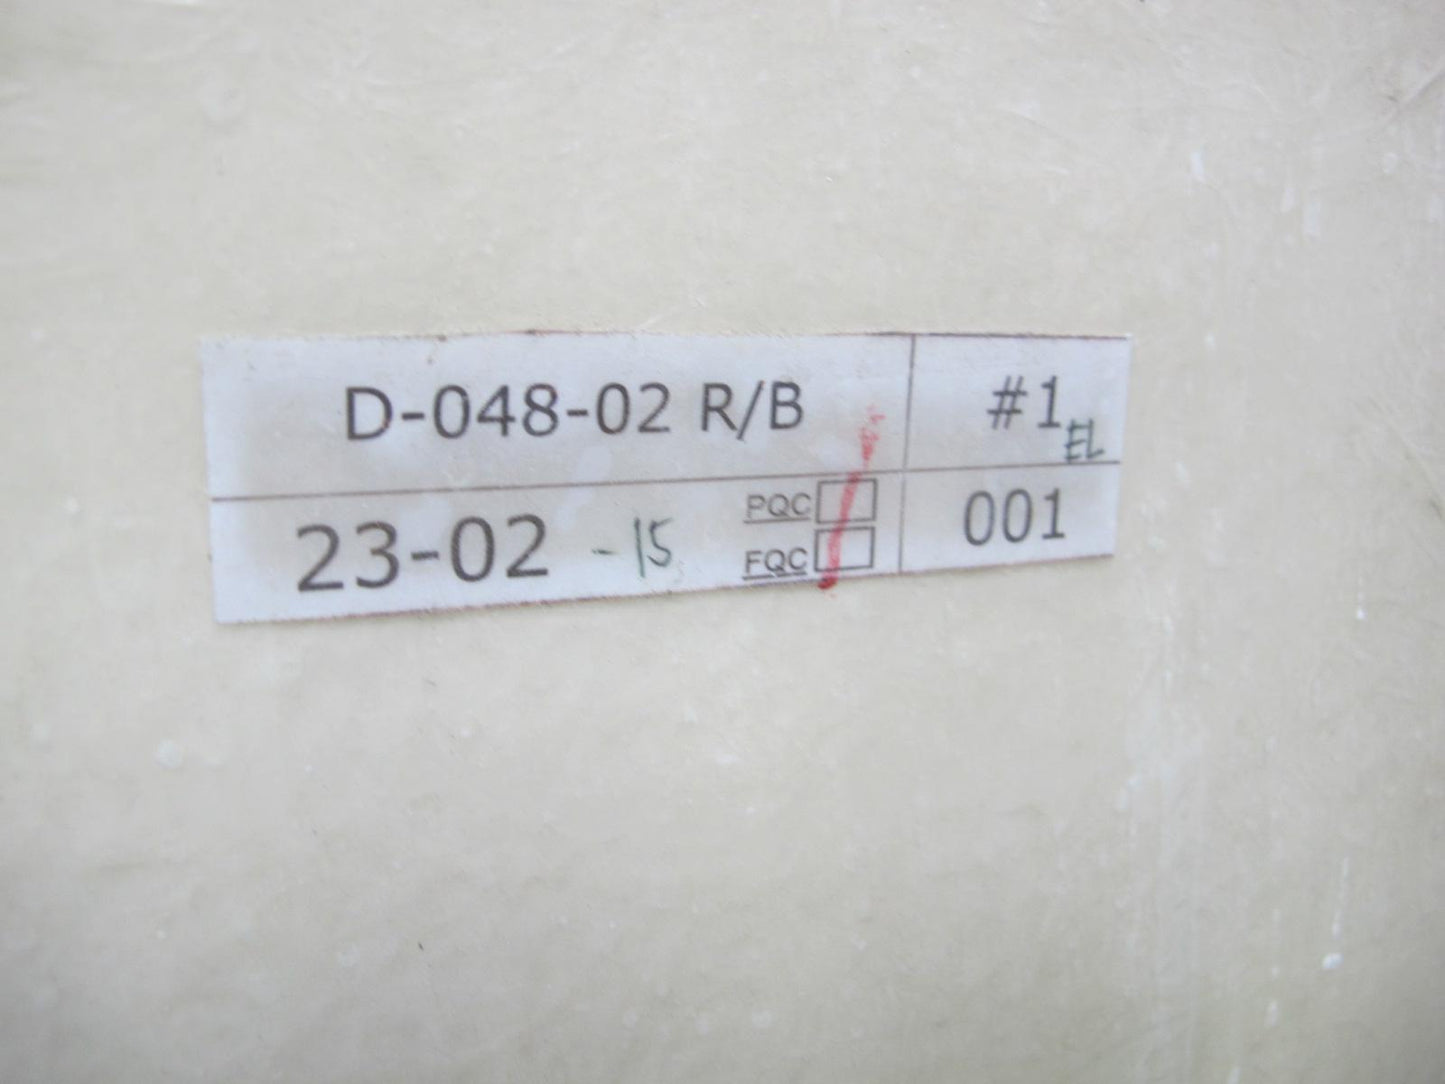 D-048-02 R/B #1 EL
23-02 -15 PQC 001
FQC